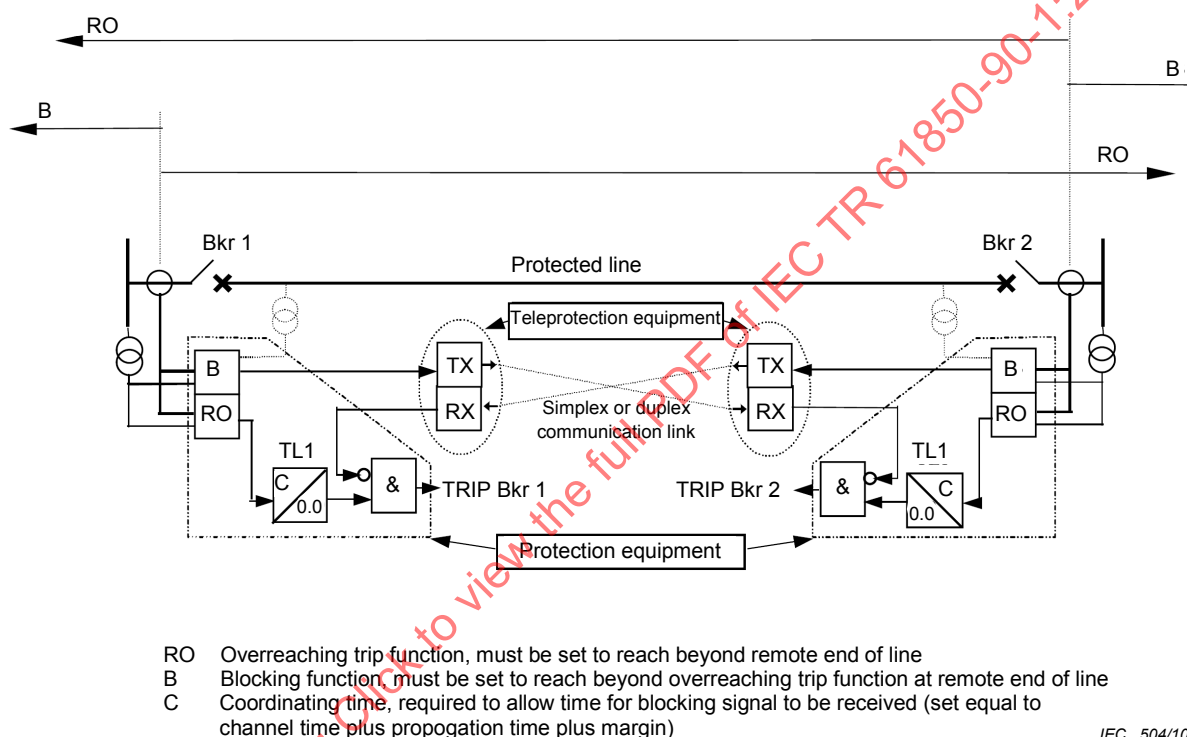 RO
B
B
RO
Bkr 1
Bkr 2
Protected line
Teleprotection equipment
B
TX
TX
B
RO
RX
Simplex or duplex
communication link
RX
RO
TL1
TL1
C
0.0
&
TRIP Bkr 1
TRIP Bkr 2
&
C
0.0
Protection equipment
RO Overreaching trip function, must be set to reach beyond remote end of line
B Blocking function, must be set to reach beyond overreaching trip function at remote end of line
C Coordinating time, required to allow time for blocking signal to be received (set equal to
channel time plus propogation time plus margin)
IEC 504/10
Click to view the full PDF of IEC TR 61850-90-1:2